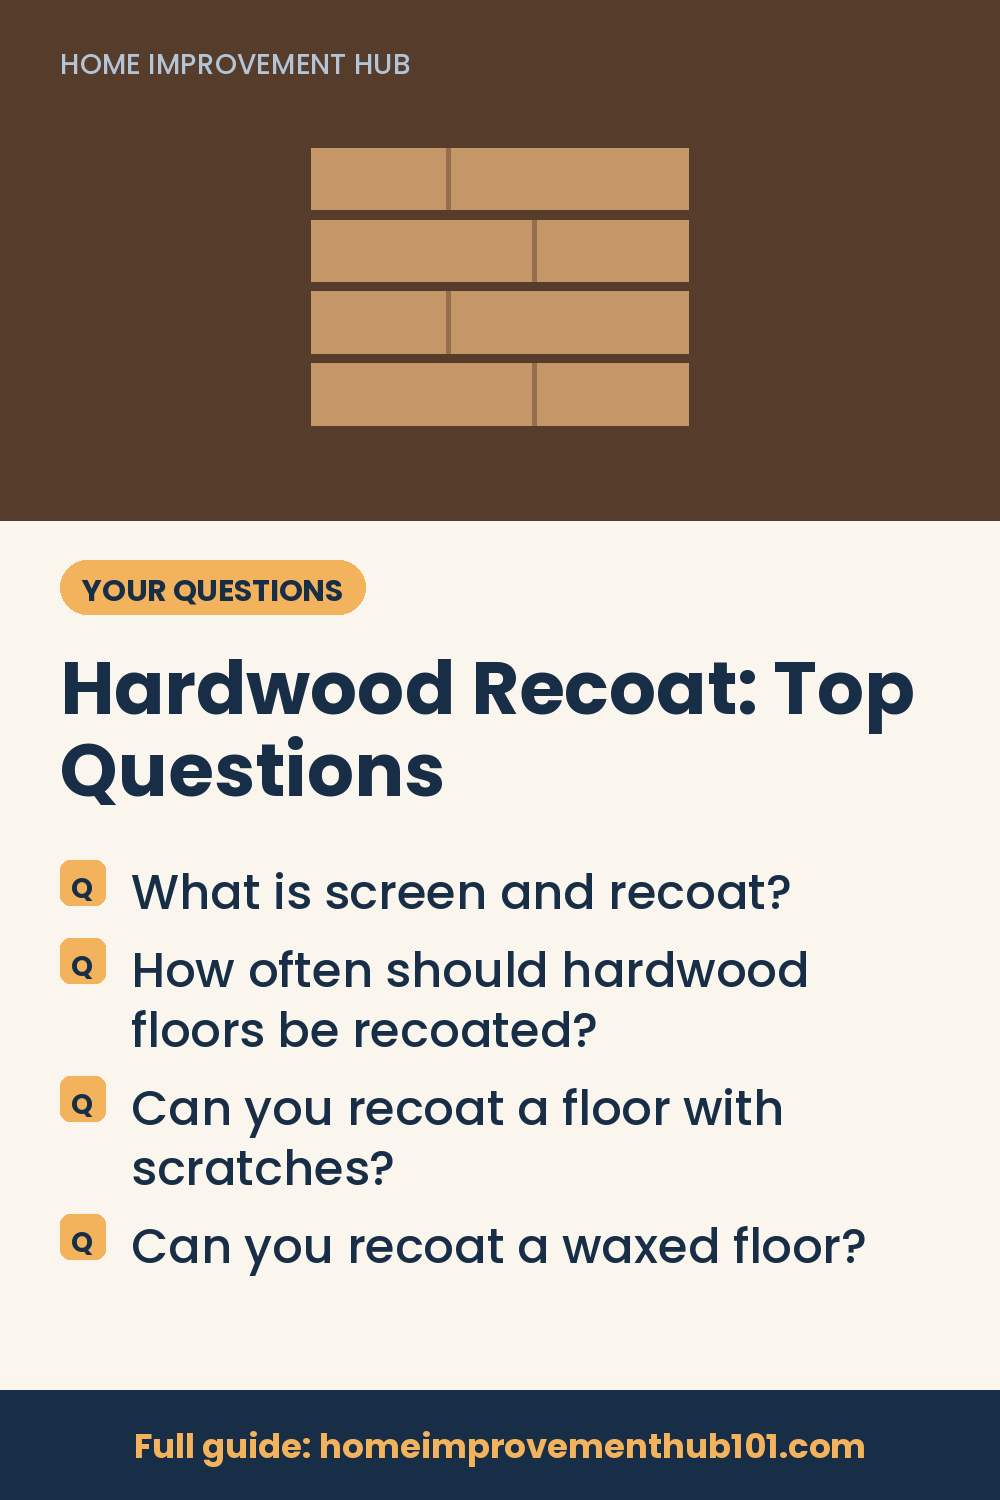 HOME IMPROVEMENT HUB
YOUR QUESTIONS
Hardwood Recoat: Top
Questions
Q What is screen and recoat?
Q How often should hardwood
floors be recoated?
Q Can you recoat a floor with
scratches?
Q Can you recoat a waxed floor?
Full guide: homeimprovementhub101.com